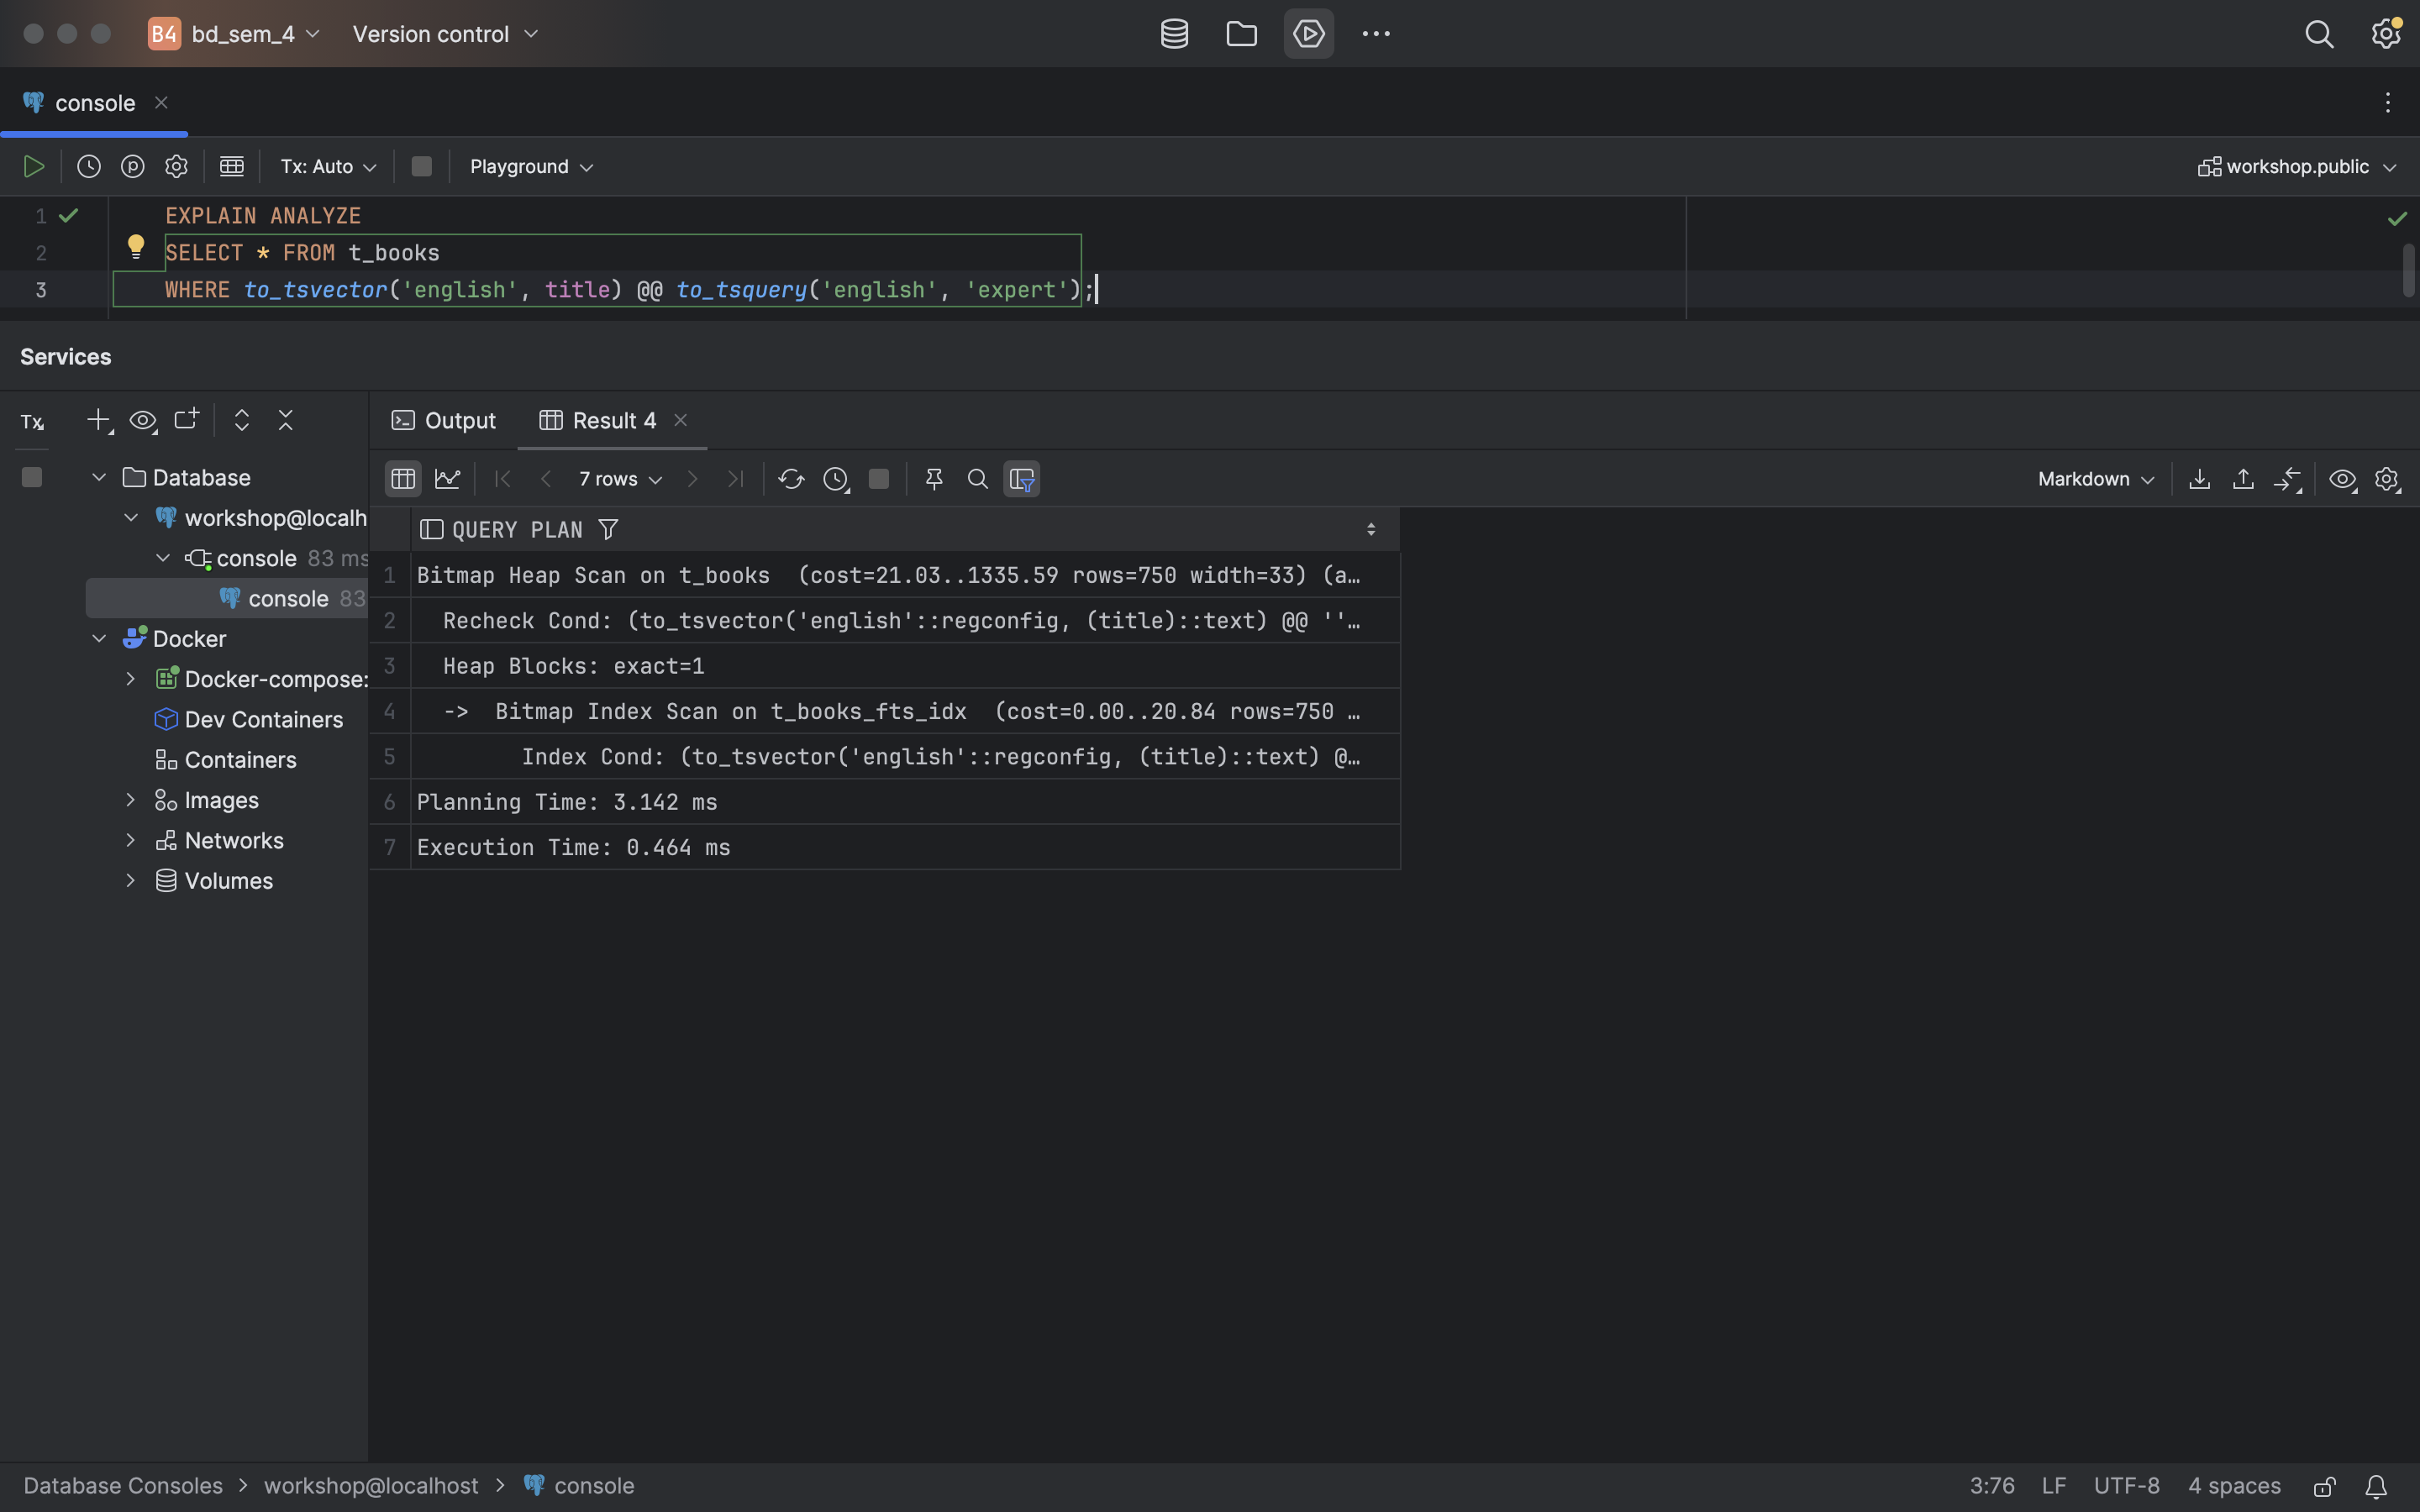 B4 bd_sem_4 Version control
console
Tx: Auto Playground workshop.public
1 EXPLAIN ANALYZE
2 SELECT * FROM t_books
3 WHERE to_tsvector('english', title) @@ to_tsquery('english', 'expert');
Services
Tx
Output Result 4
7 rows Markdown
Database
workshop@localh
console 83 ms
console 83
Docker
Docker-compose:
Dev Containers
Containers
Images
Networks
Volumes
QUERY PLAN
1 Bitmap Heap Scan on t_books  (cost=21.03..1335.59 rows=750 width=33) (a…
2   Recheck Cond: (to_tsvector('english'::regconfig, (title)::text) @@ ''…
3   Heap Blocks: exact=1
4   ->  Bitmap Index Scan on t_books_fts_idx  (cost=0.00..20.84 rows=750 …
5         Index Cond: (to_tsvector('english'::regconfig, (title)::text) @…
6 Planning Time: 3.142 ms
7 Execution Time: 0.464 ms
Database Consoles > workshop@localhost > console 3:76 LF UTF-8 4 spaces